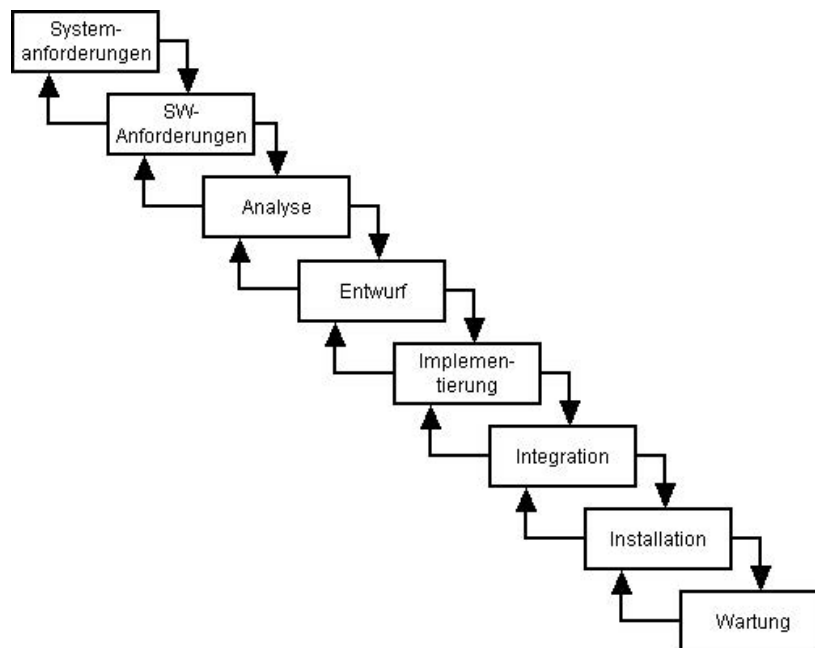 System-
anforderungen
SW-
Anforderungen
Analyse
Entwurf
Implemen-
tierung
Integration
Installation
Wartung